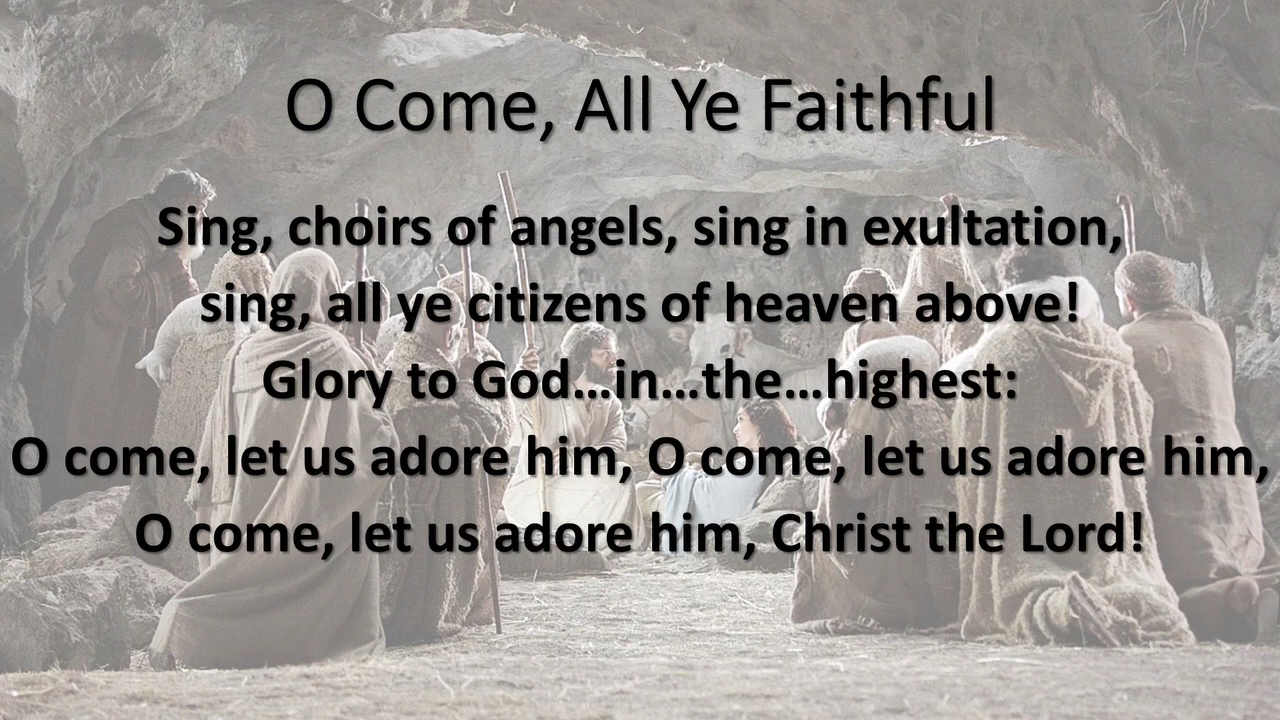 O Come, All Ye Faithful
Sing, choirs of angels, sing in exultation,
sing, all ye citizens of heaven above!
Glory to God…in…the…highest:
O come, let us adore him, O come, let us adore him,
O come, let us adore him, Christ the Lord!